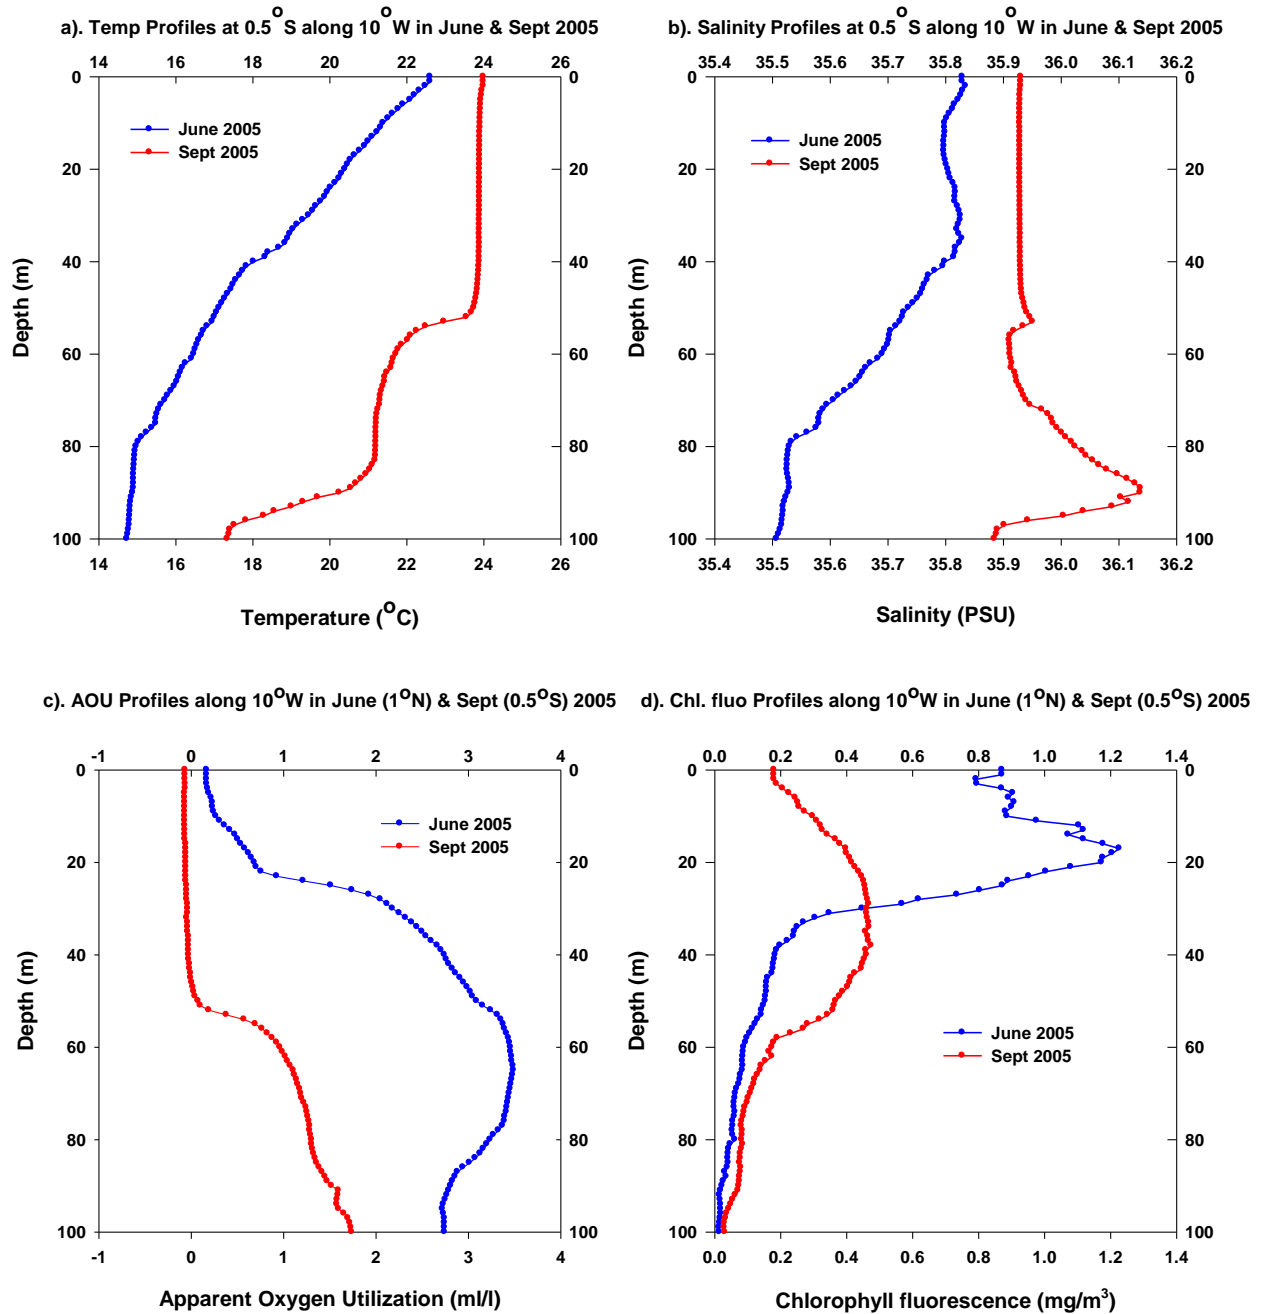 a). Temp Profiles at 0.5°S along 10°W in June & Sept 2005
14 16 18 20 22 24 26
0 20 40 60 80 100
Depth (m)
June 2005
Sept 2005
0 20 40 60 80 100
14 16 18 20 22 24 26
Temperature (°C)
b). Salinity Profiles at 0.5°S along 10°W in June & Sept 2005
35.4 35.5 35.6 35.7 35.8 35.9 36.0 36.1 36.2
0 20 40 60 80 100
Depth (m)
June 2005
Sept 2005
0 20 40 60 80 100
35.4 35.5 35.6 35.7 35.8 35.9 36.0 36.1 36.2
Salinity (PSU)
c). AOU Profiles along 10°W in June (1°N) & Sept (0.5°S) 2005
-1 0 1 2 3 4
0 20 40 60 80 100
Depth (m)
June 2005
Sept 2005
0 20 40 60 80 100
-1 0 1 2 3 4
Apparent Oxygen Utilization (ml/l)
d). Chl. fluo Profiles along 10°W in June (1°N) & Sept (0.5°S) 2005
0.0 0.2 0.4 0.6 0.8 1.0 1.2 1.4
0 20 40 60 80 100
Depth (m)
June 2005
Sept 2005
0 20 40 60 80 100
0.0 0.2 0.4 0.6 0.8 1.0 1.2 1.4
Chlorophyll fluorescence (mg/m³)